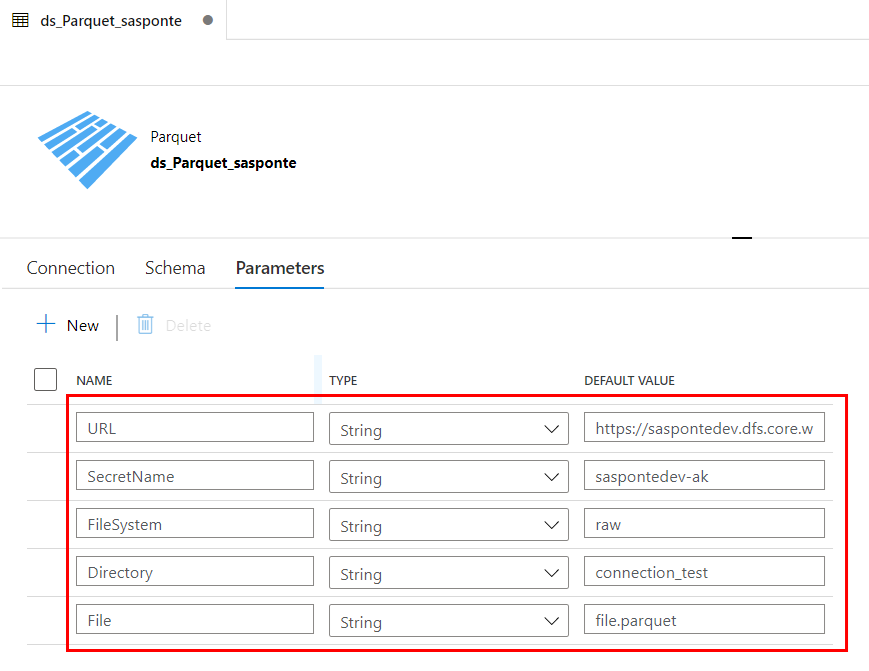 ds_Parquet_sasponte
Parquet
ds_Parquet_sasponte
Connection Schema Parameters
New Delete
NAME TYPE DEFAULT VALUE
URL String https://saspontedev.dfs.core.w
SecretName String saspontedev-ak
FileSystem String raw
Directory String connection_test
File String file.parquet